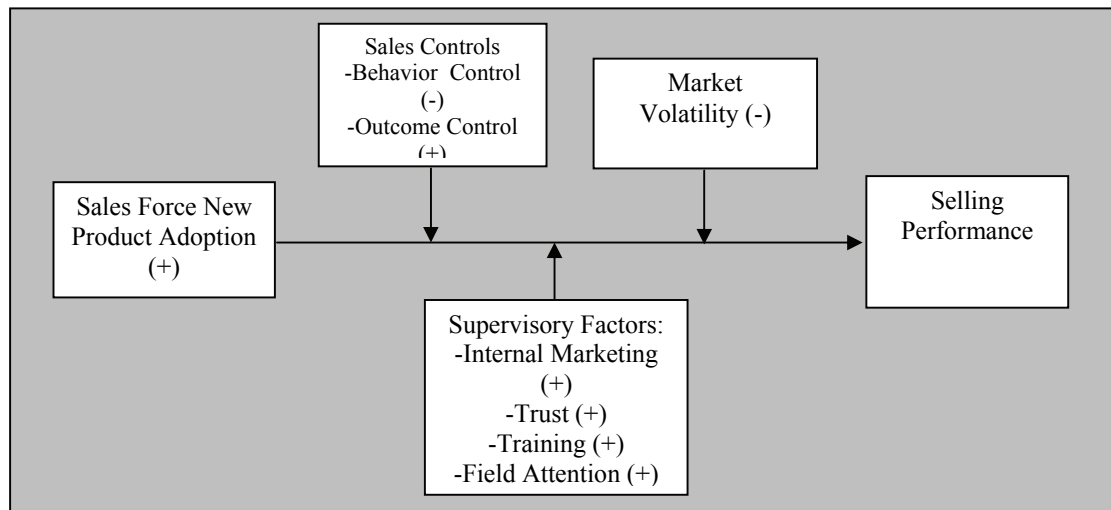 Sales Controls
-Behavior Control
(-)
-Outcome Control
(+)
Market
Volatility (-)
Sales Force New
Product Adoption
(+)
Selling
Performance
Supervisory Factors:
-Internal Marketing
(+)
-Trust (+)
-Training (+)
-Field Attention (+)